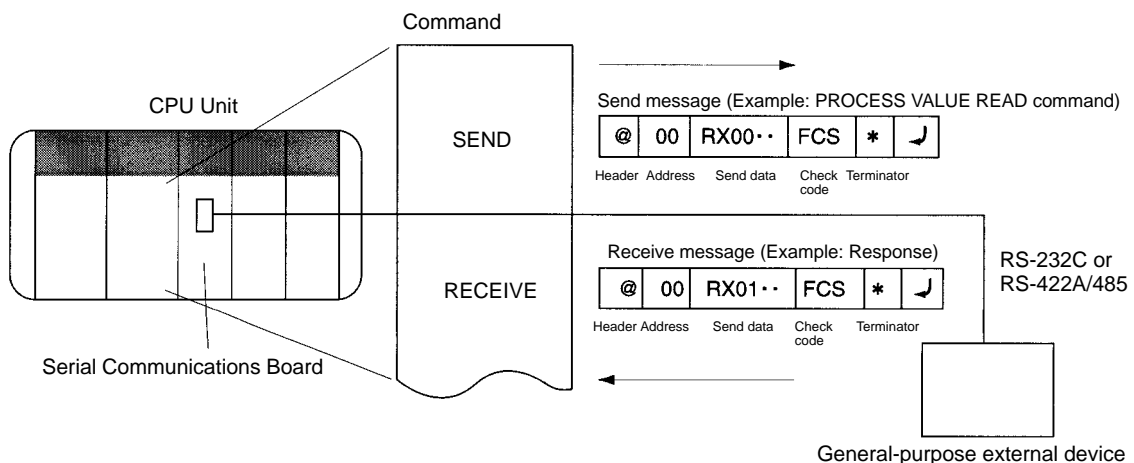 Command
CPU Unit
Send message (Example: PROCESS VALUE READ command)
SEND
@ 00 RX00·· FCS * ↲
Header Address Send data Check code Terminator
Receive message (Example: Response)
RS-232C or
RS-422A/485
RECEIVE
@ 00 RX01·· FCS * ↲
Header Address Send data Check code Terminator
Serial Communications Board
General-purpose external device